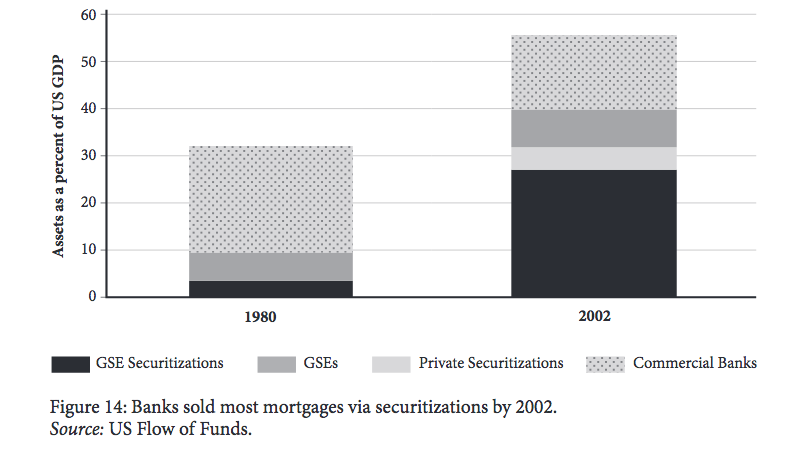 Assets as a percent of US GDP
60
50
40
30
20
10
0
1980 2002
GSE Securitizations GSEs Private Securitizations Commercial Banks
Figure 14: Banks sold most mortgages via securitizations by 2002.
Source: US Flow of Funds.